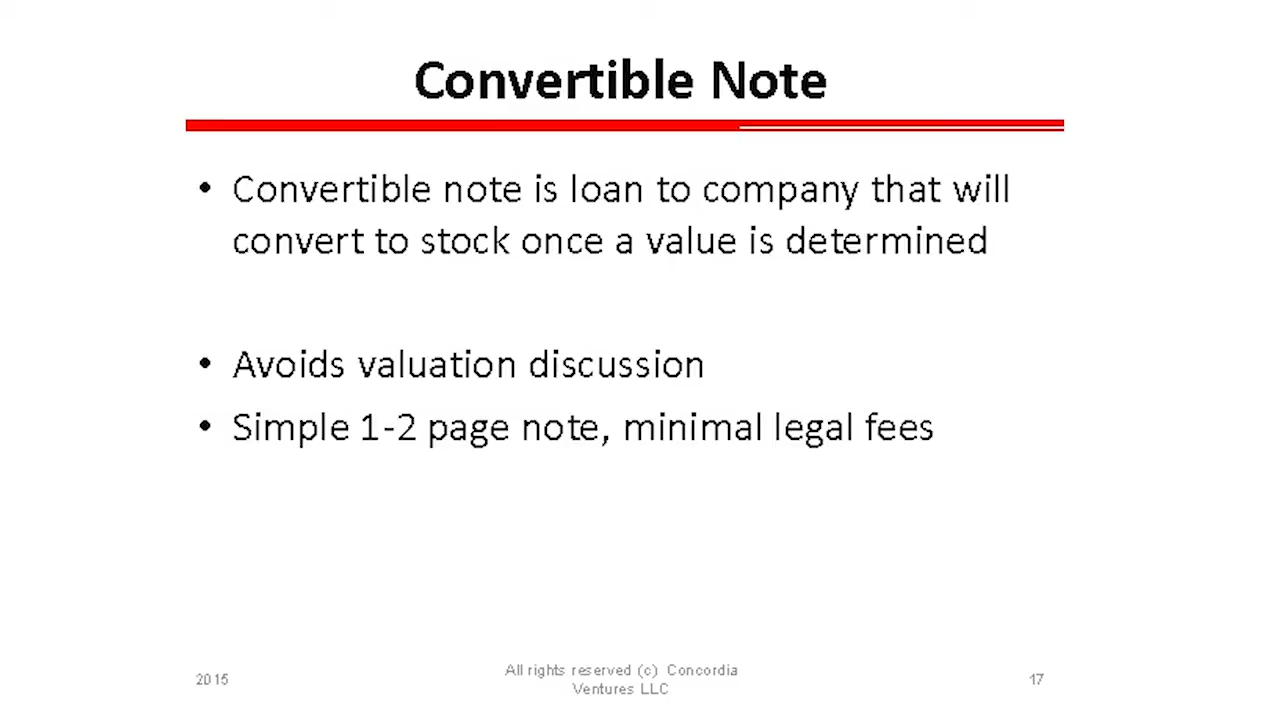 Convertible Note
• Convertible note is loan to company that will
convert to stock once a value is determined
• Avoids valuation discussion
• Simple 1-2 page note, minimal legal fees
2015
All rights reserved (c) Concordia
Ventures LLC
17